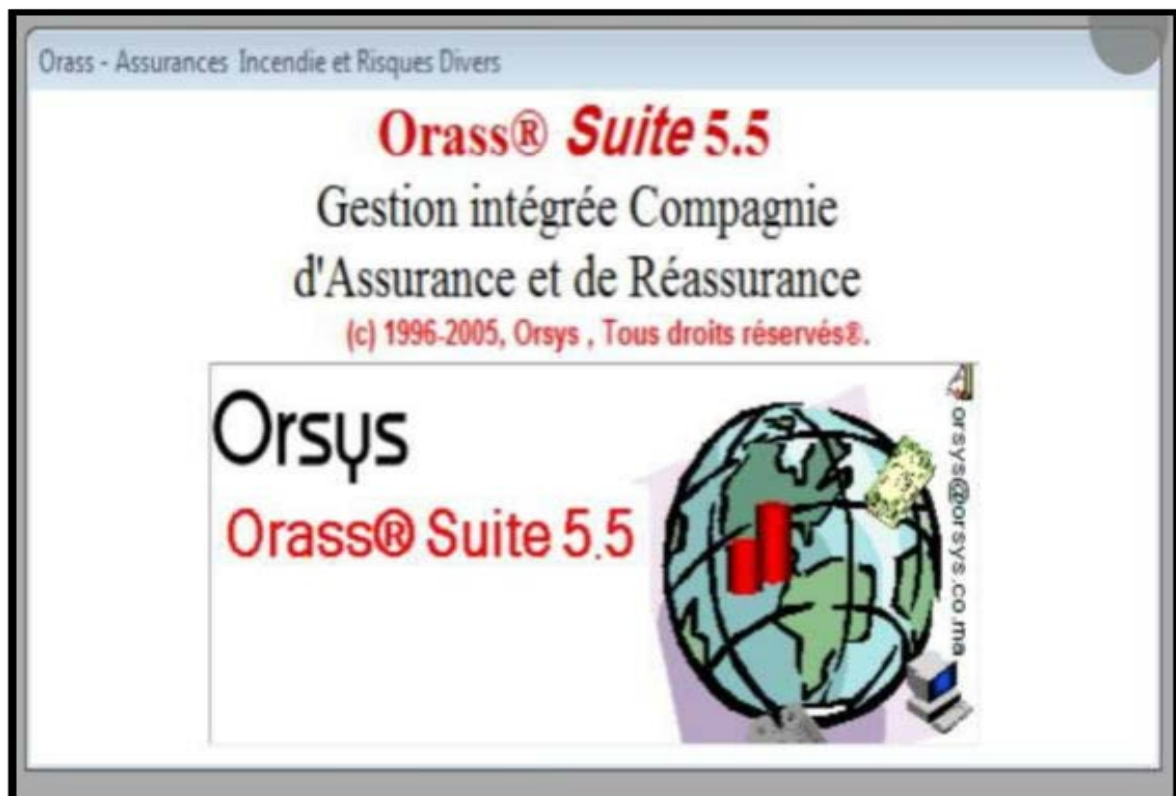 Orass - Assurances Incendie et Risques Divers
Orass® Suite 5.5
Gestion intégrée Compagnie
d'Assurance et de Réassurance
(c) 1996-2005, Orsys , Tous droits réservés®.
Orsys
Orass® Suite 5.5
orsys@orsys.co.ma